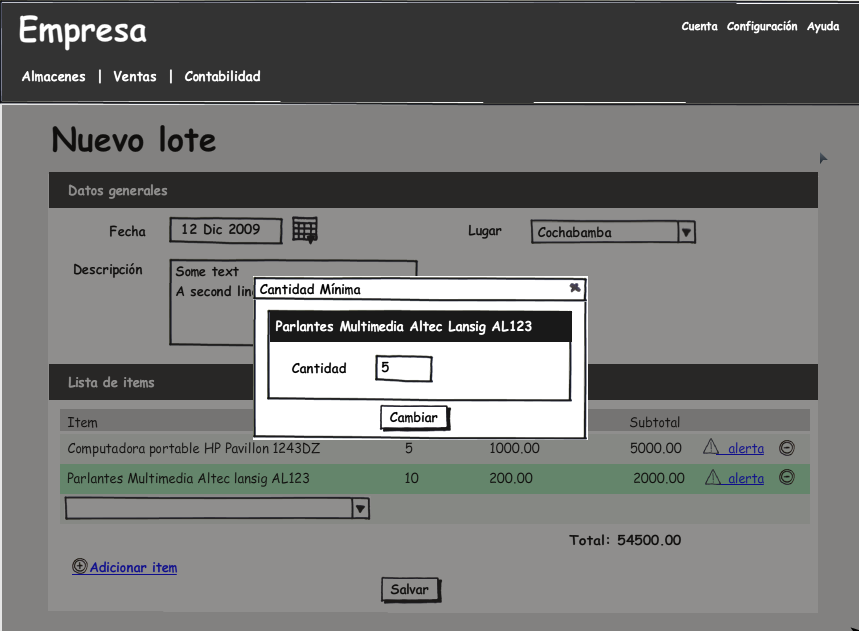 Empresa
Cuenta Configuración Ayuda
Almacenes | Ventas | Contabilidad
Nuevo lote
Datos generales
Fecha 12 Dic 2009 Lugar Cochabamba
Descripción Some text
A second lin
Cantidad Mínima
Parlantes Multimedia Altec Lansig AL123
Cantidad 5
Cambiar
Lista de items
Item Subtotal
Computadora portable HP Pavillon 1243DZ 5 1000.00 5000.00 alerta
Parlantes Multimedia Altec lansig AL123 10 200.00 2000.00 alerta
Total: 54500.00
Adicionar item
Salvar